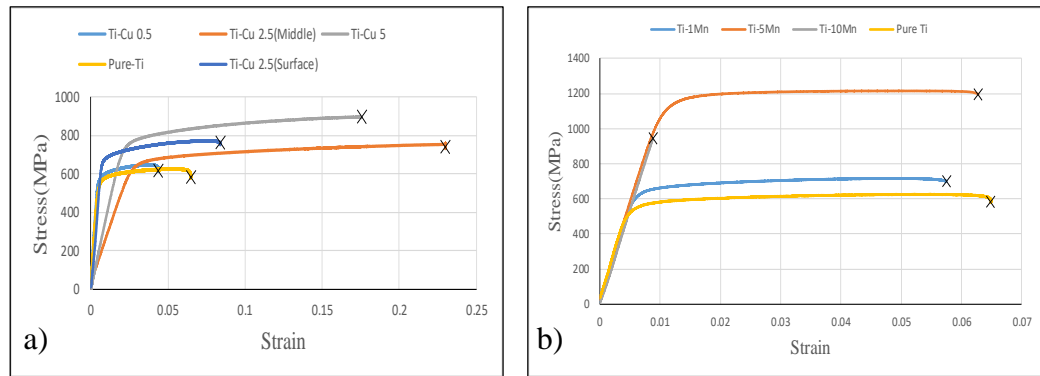 Ti-Cu 0.5 Ti-Cu 2.5(Middle) Ti-Cu 5
Pure-Ti Ti-Cu 2.5(Surface)
1000
800
600
400
200
0
0 0.05 0.1 0.15 0.2 0.25
Stress(MPa)
Strain
a)
Ti-1Mn Ti-5Mn Ti-10Mn Pure Ti
1400
1200
1000
800
600
400
200
0
0 0.01 0.02 0.03 0.04 0.05 0.06 0.07
Stress(MPa)
Strain
b)